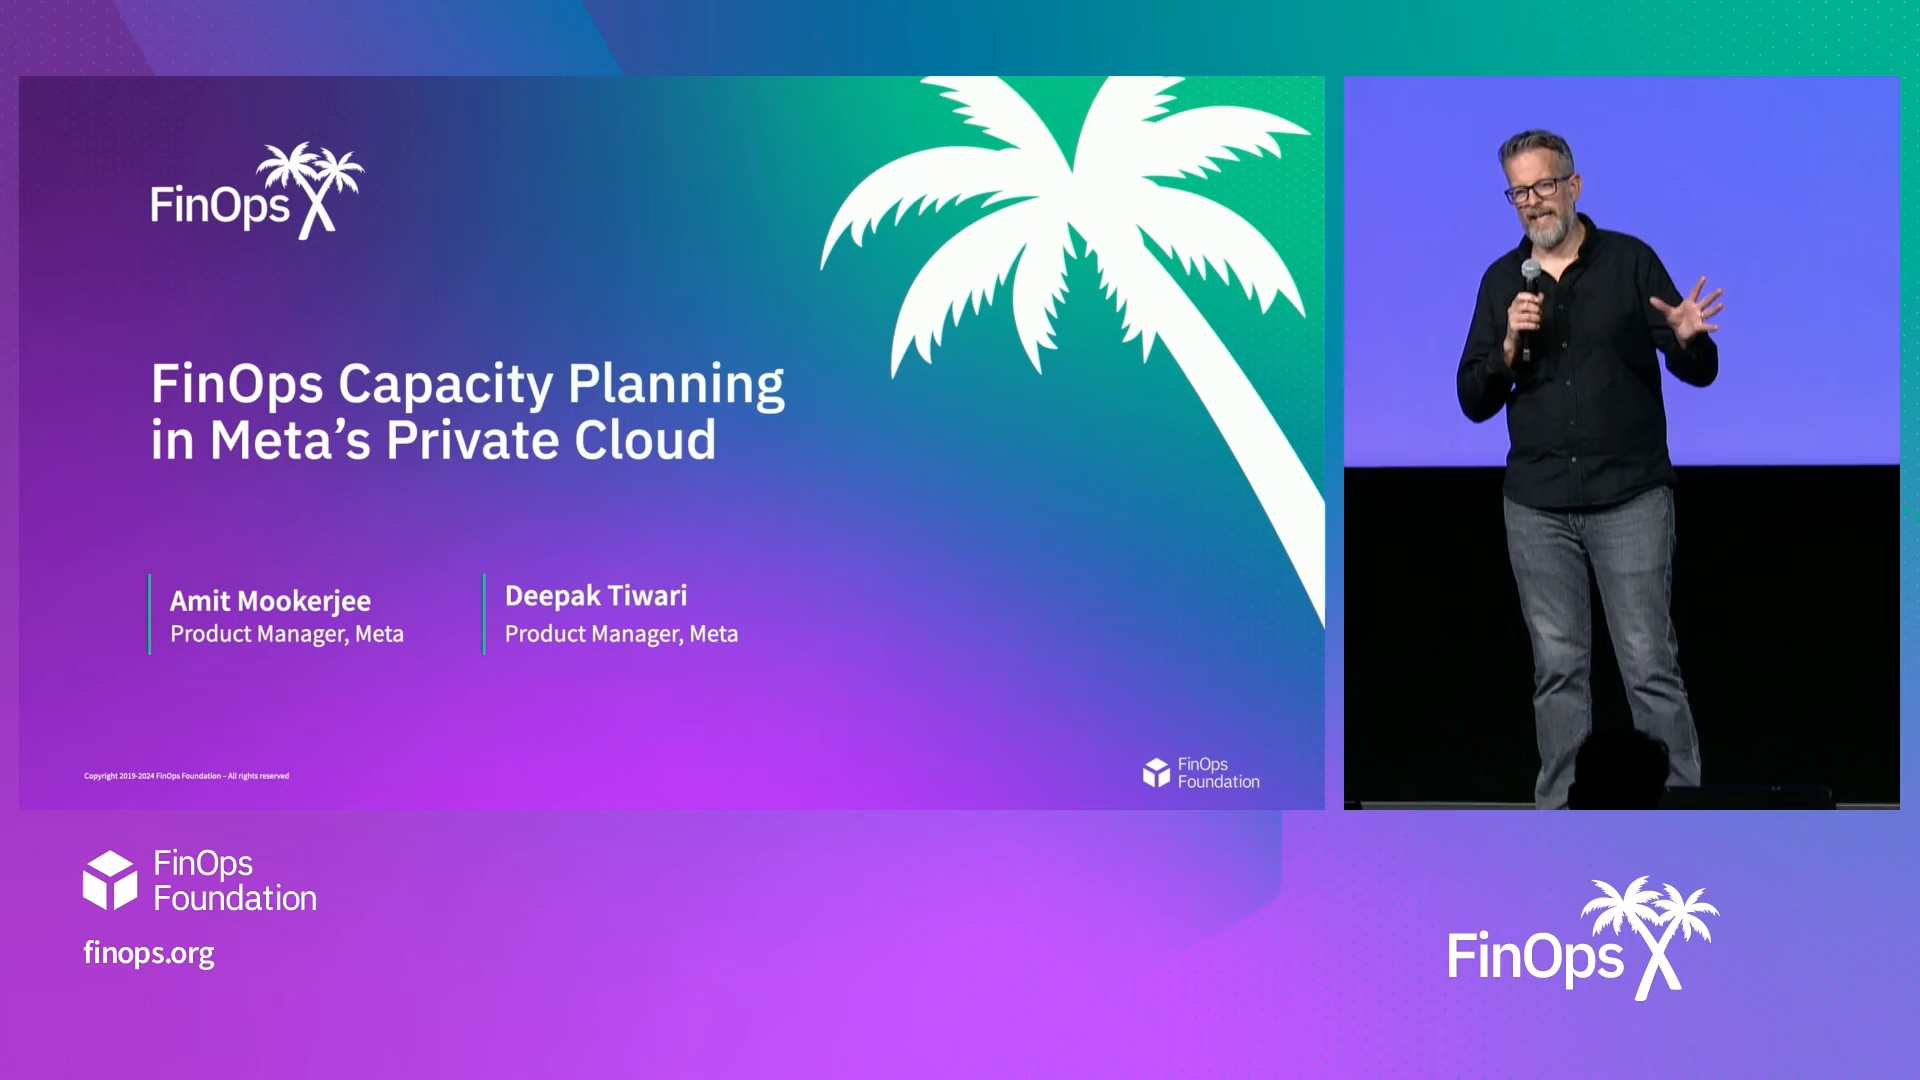 FinOps X
FinOps Capacity Planning
in Meta's Private Cloud
Amit Mookerjee
Product Manager, Meta
Deepak Tiwari
Product Manager, Meta
Copyright 2019-2024 FinOps Foundation – All rights reserved
FinOps
Foundation
FinOps
Foundation
finops.org
FinOps X